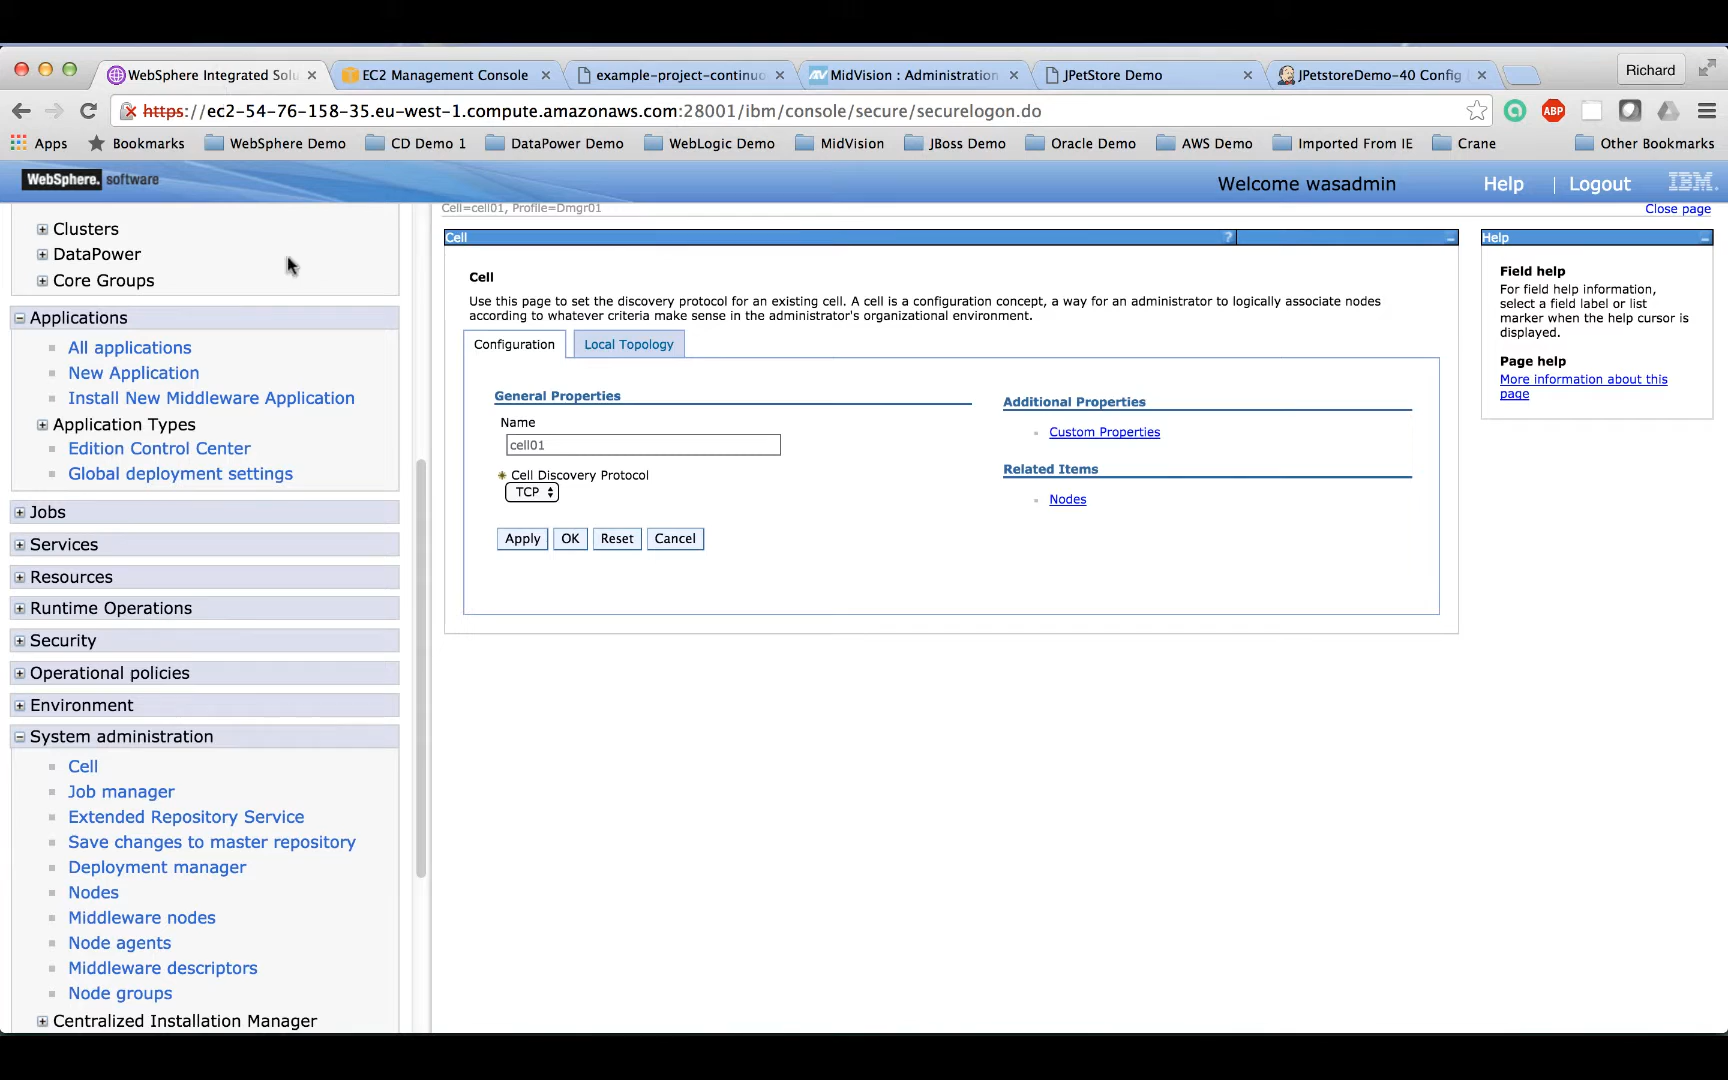 WebSphere Integrated Solu
EC2 Management Console
example-project-continuo
MidVision : Administration
JPetStore Demo
JPetstoreDemo-40 Config
Richard
https://ec2-54-76-158-35.eu-west-1.compute.amazonaws.com:28001/ibm/console/secure/securelogon.do
ABP
Apps
Bookmarks
WebSphere Demo
CD Demo 1
DataPower Demo
WebLogic Demo
MidVision
JBoss Demo
Oracle Demo
AWS Demo
Imported From IE
Crane
Other Bookmarks
WebSphere. software
Welcome wasadmin
Help
Logout
IBM.
Clusters
DataPower
Core Groups
Applications
All applications
New Application
Install New Middleware Application
Application Types
Edition Control Center
Global deployment settings
Jobs
Services
Resources
Runtime Operations
Security
Operational policies
Environment
System administration
Cell
Job manager
Extended Repository Service
Save changes to master repository
Deployment manager
Nodes
Middleware nodes
Node agents
Middleware descriptors
Node groups
Centralized Installation Manager
Cell=cell01, Profile=Dmgr01
Close page
Cell
?
Cell
Use this page to set the discovery protocol for an existing cell. A cell is a configuration concept, a way for an administrator to logically associate nodes
according to whatever criteria make sense in the administrator's organizational environment.
Configuration
Local Topology
General Properties
Name
cell01
Cell Discovery Protocol
TCP
Apply
OK
Reset
Cancel
Additional Properties
Custom Properties
Related Items
Nodes
Help
Field help
For field help information,
select a field label or list
marker when the help cursor is
displayed.
Page help
More information about this
page